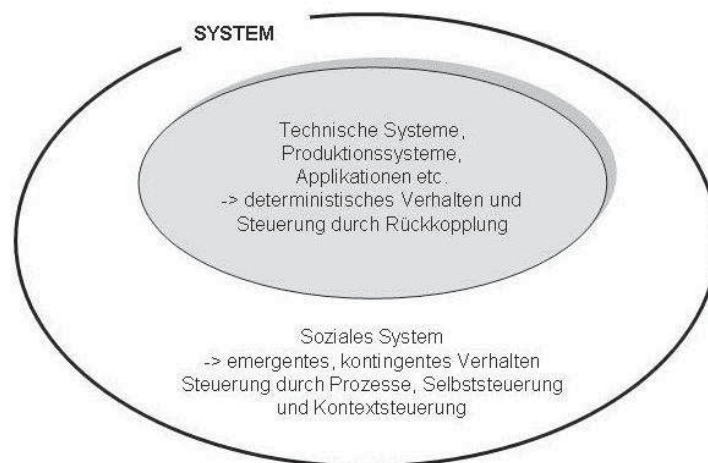 SYSTEM
Technische Systeme,
Produktionssysteme,
Applikationen etc.
-> deterministisches Verhalten und
Steuerung durch Rückkopplung
Soziales System
-> emergentes, kontingentes Verhalten
Steuerung durch Prozesse, Selbststeuerung
und Kontextsteuerung